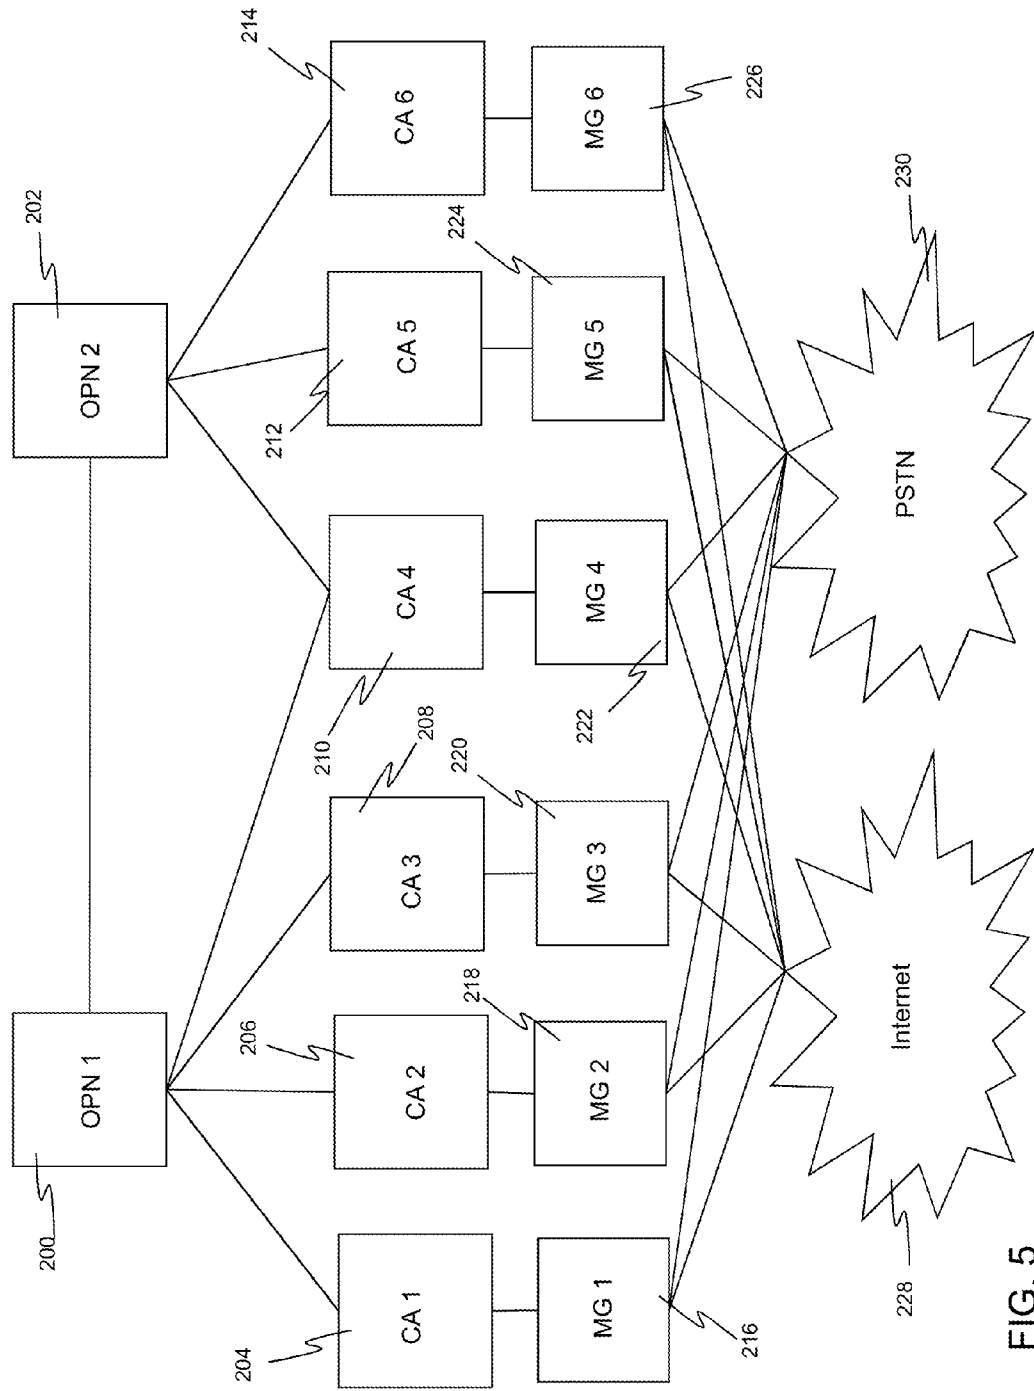 200
OPN 1
OPN 2
202
204
CA 1
206
CA 2
CA 3
208
210
CA 4
212
CA 5
CA 6
214
MG 1
216
218
MG 2
220
MG 3
222
MG 4
224
MG 5
MG 6
226
228
Internet
PSTN
230
FIG. 5